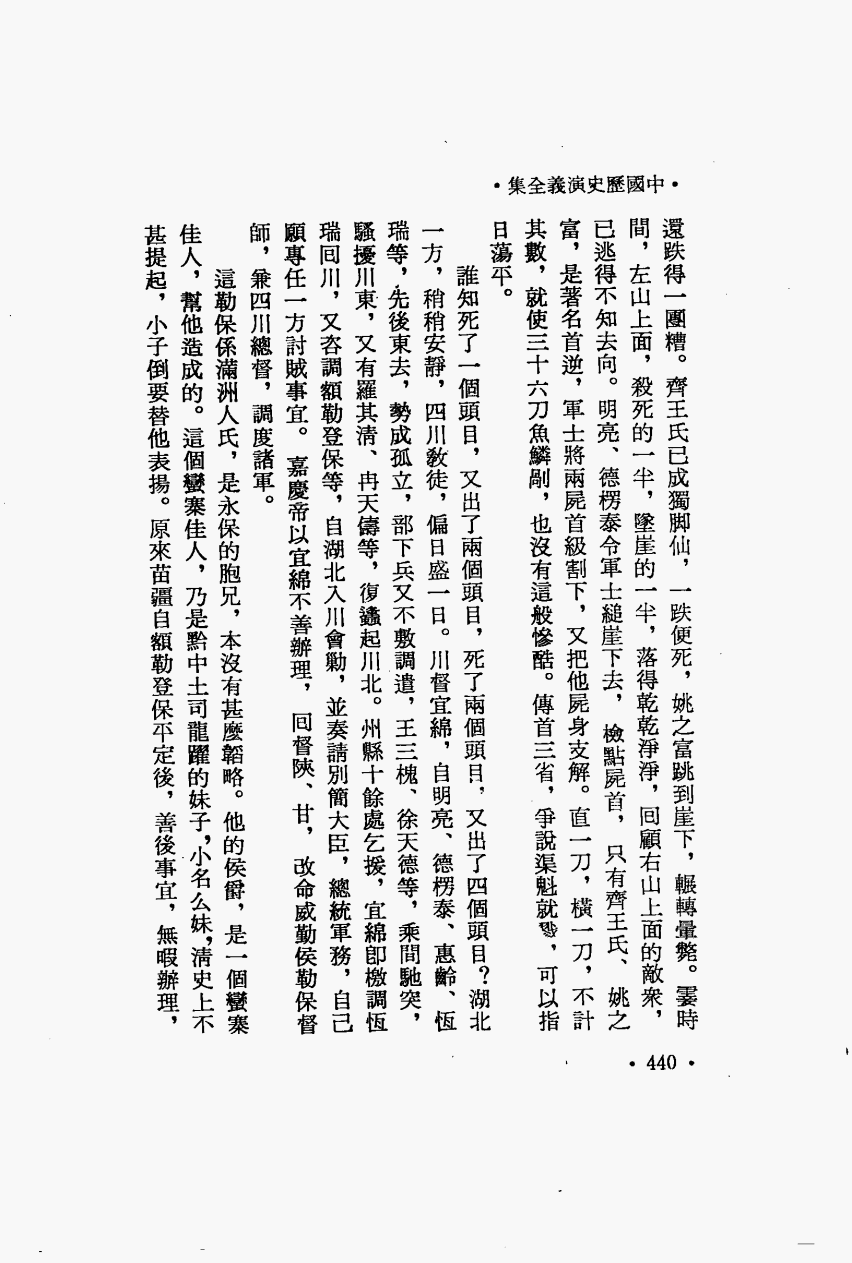 •中國歷史演義全集•
還跌得一團糟。齊王氏已成獨脚仙，一跌便死，姚之富跳到崖下，輾轉暈斃。霎時
間，左山上面，殺死的一半，墜崖的一半，落得乾乾淨淨，回顧右山上面的敵衆，
已逃得不知去向。明亮、德楞泰令軍士縋崖下去，檢點屍首，只有齊王氏、姚之
富，是著名首逆，軍士將兩屍首級割下，又把他屍身支解。直一刀，橫一刀，不計
其數，就使三十六刀魚鱗剮，也沒有這般慘酷。傳首三省，爭說渠魁就戮，可以指
日蕩平。
誰知死了一個頭目，又出了兩個頭目，死了兩個頭目，又出了四個頭目？湖北
一方，稍稍安靜，四川敎徒，偏日盛一日。川督宜綿，自明亮、德楞泰、惠齡、恆
瑞等，先後東去，勢成孤立，部下兵又不敷調遣，王三槐、徐天德等，乘間馳突，
騷擾川東，又有羅其清、冉天儔等，復蠭起川北。州縣十餘處乞援，宜綿卽檄調恆
瑞回川，又咨調額勒登保等，自湖北入川會勦，並奏請別簡大臣，總統軍務，自己
願專任一方討賊事宜。嘉慶帝以宜綿不善辦理，回督陝、甘，改命威勤侯勒保督
師，兼四川總督，調度諸軍。
這勒保係滿洲人氏，是永保的胞兄，本沒有甚麼韜略。他的侯爵，是一個蠻寨
佳人，幫他造成的。這個蠻寨佳人，乃是黔中土司龍躍的妹子，小名么妹，清史上不
甚提起，小子倒要替他表揚。原來苗疆自額勒登保平定後，善後事宜，無暇辦理，
•440•